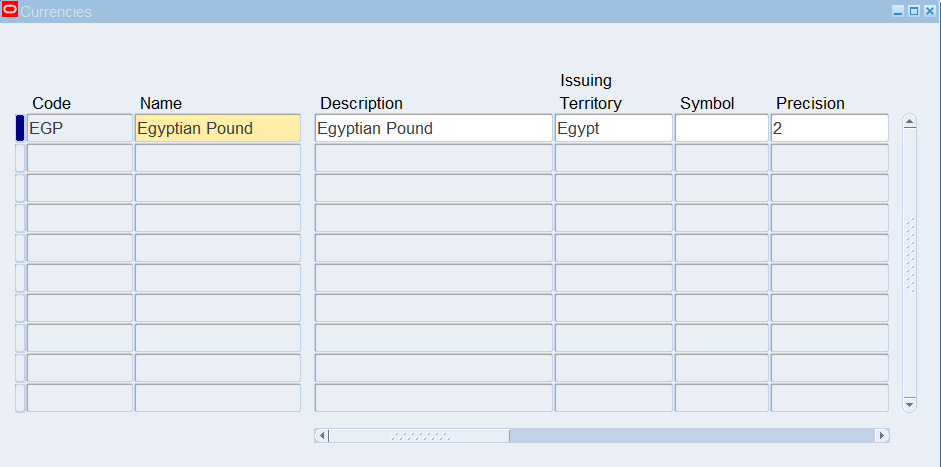 Currencies
Issuing
Code Name Description Territory Symbol Precision
EGP Egyptian Pound Egyptian Pound Egypt 2